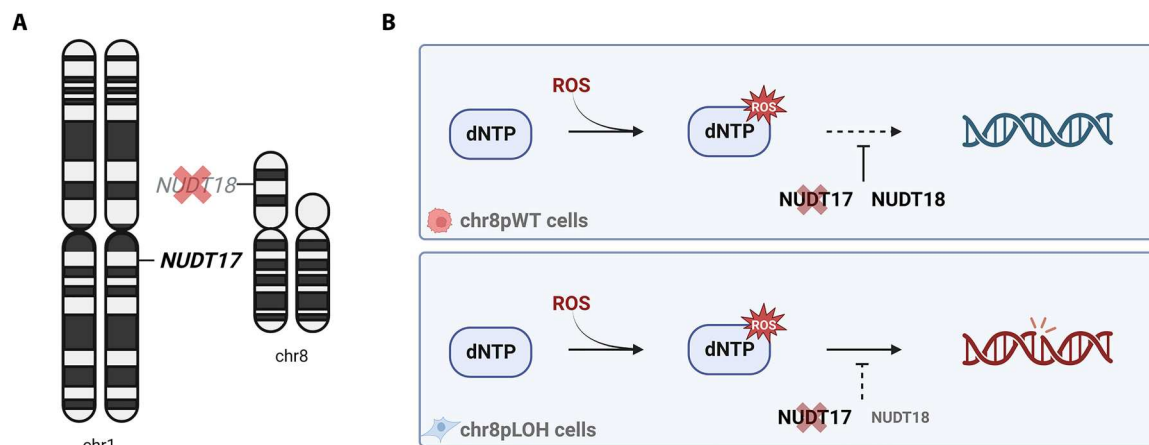 A
NUDT18
NUDT17
chr8
chr1
B
ROS
dNTP
dNTP
ROS
NUDT17 NUDT18
chr8pWT cells
ROS
dNTP
dNTP
ROS
NUDT17 NUDT18
chr8pLOH cells